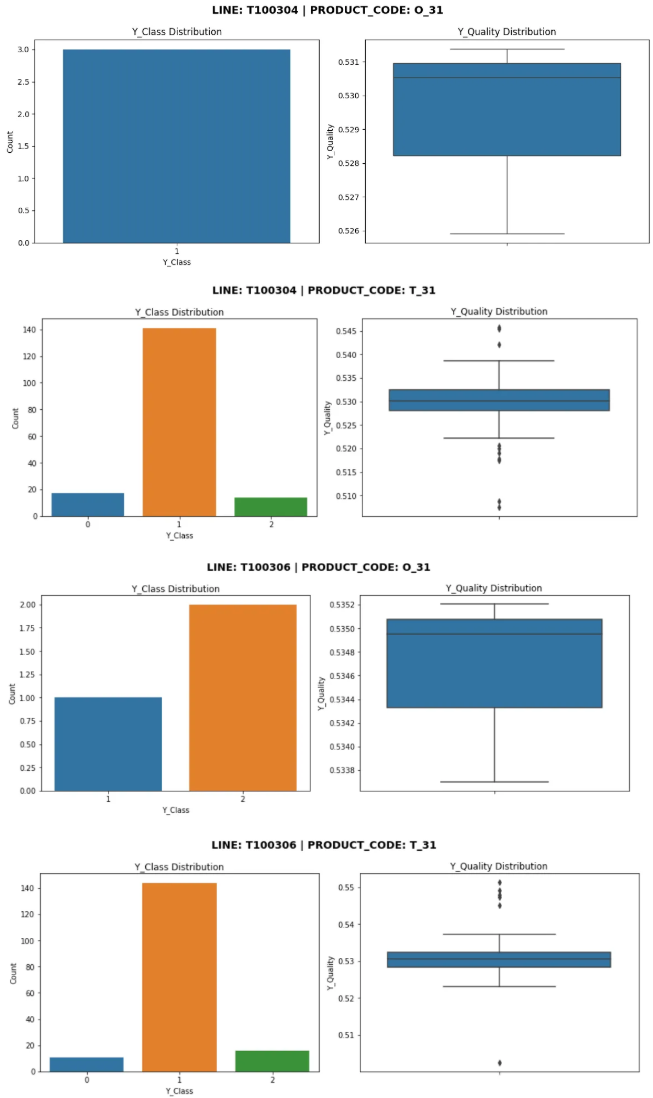 LINE: T100304 | PRODUCT_CODE: O_31
Y_Class Distribution
Y_Quality Distribution
3.0
2.5
2.0
1.5
1.0
0.5
0.0
Count
1
Y_Class
0.531
0.530
0.529
0.528
0.527
0.526
Y_Quality
LINE: T100304 | PRODUCT_CODE: T_31
Y_Class Distribution
Y_Quality Distribution
140
120
100
80
60
40
20
0
Count
0 1 2
Y_Class
0.545
0.540
0.535
0.530
0.525
0.520
0.515
0.510
Y_Quality
LINE: T100306 | PRODUCT_CODE: O_31
Y_Class Distribution
Y_Quality Distribution
2.00
1.75
1.50
1.25
1.00
0.75
0.50
0.25
0.00
Count
1 2
Y_Class
0.5352
0.5350
0.5348
0.5346
0.5344
0.5342
0.5340
0.5338
Y_Quality
LINE: T100306 | PRODUCT_CODE: T_31
Y_Class Distribution
Y_Quality Distribution
140
120
100
80
60
40
20
0
Count
0 1 2
Y_Class
0.55
0.54
0.53
0.52
0.51
Y_Quality